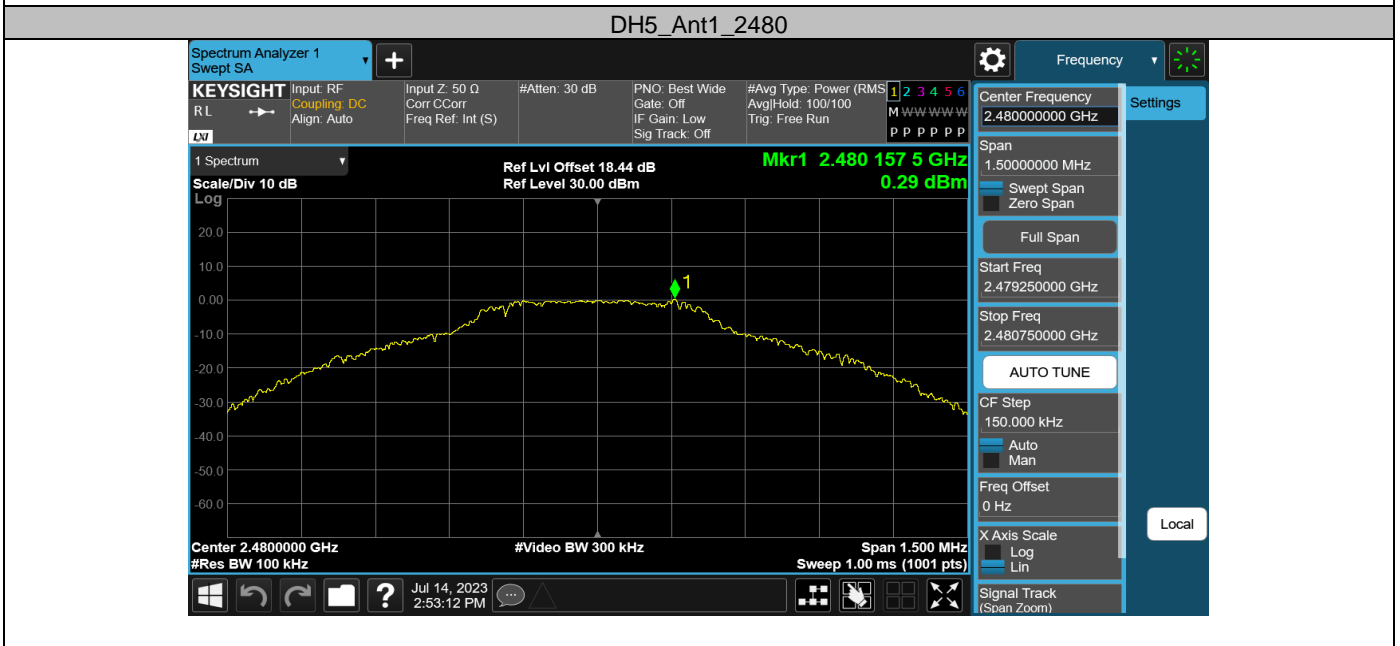 DH5_Ant1_2480
Spectrum Analyzer 1
Swept SA
Frequency
KEYSIGHT
RL
LXI
Input: RF
Coupling: DC
Align: Auto
Input Z: 50 Ω
Corr CCorr
Freq Ref: Int (S)
#Atten: 30 dB
PNO: Best Wide
Gate: Off
IF Gain: Low
Sig Track: Off
#Avg Type: Power (RMS
Avg|Hold: 100/100
Trig: Free Run
1 2 3 4 5 6
M W W W W W
P P P P P P
1 Spectrum
Scale/Div 10 dB
Ref Lvl Offset 18.44 dB
Ref Level 30.00 dBm
Mkr1 2.480 157 5 GHz
0.29 dBm
Log
20.0
10.0
0.00
-10.0
-20.0
-30.0
-40.0
-50.0
-60.0
1
Center 2.4800000 GHz
#Res BW 100 kHz
#Video BW 300 kHz
Span 1.500 MHz
Sweep 1.00 ms (1001 pts)
Center Frequency
2.480000000 GHz
Settings
Span
1.50000000 MHz
Swept Span
Zero Span
Full Span
Start Freq
2.479250000 GHz
Stop Freq
2.480750000 GHz
AUTO TUNE
CF Step
150.000 kHz
Auto
Man
Freq Offset
0 Hz
X Axis Scale
Log
Lin
Local
Signal Track
(Span Zoom)
?
Jul 14, 2023
2:53:12 PM